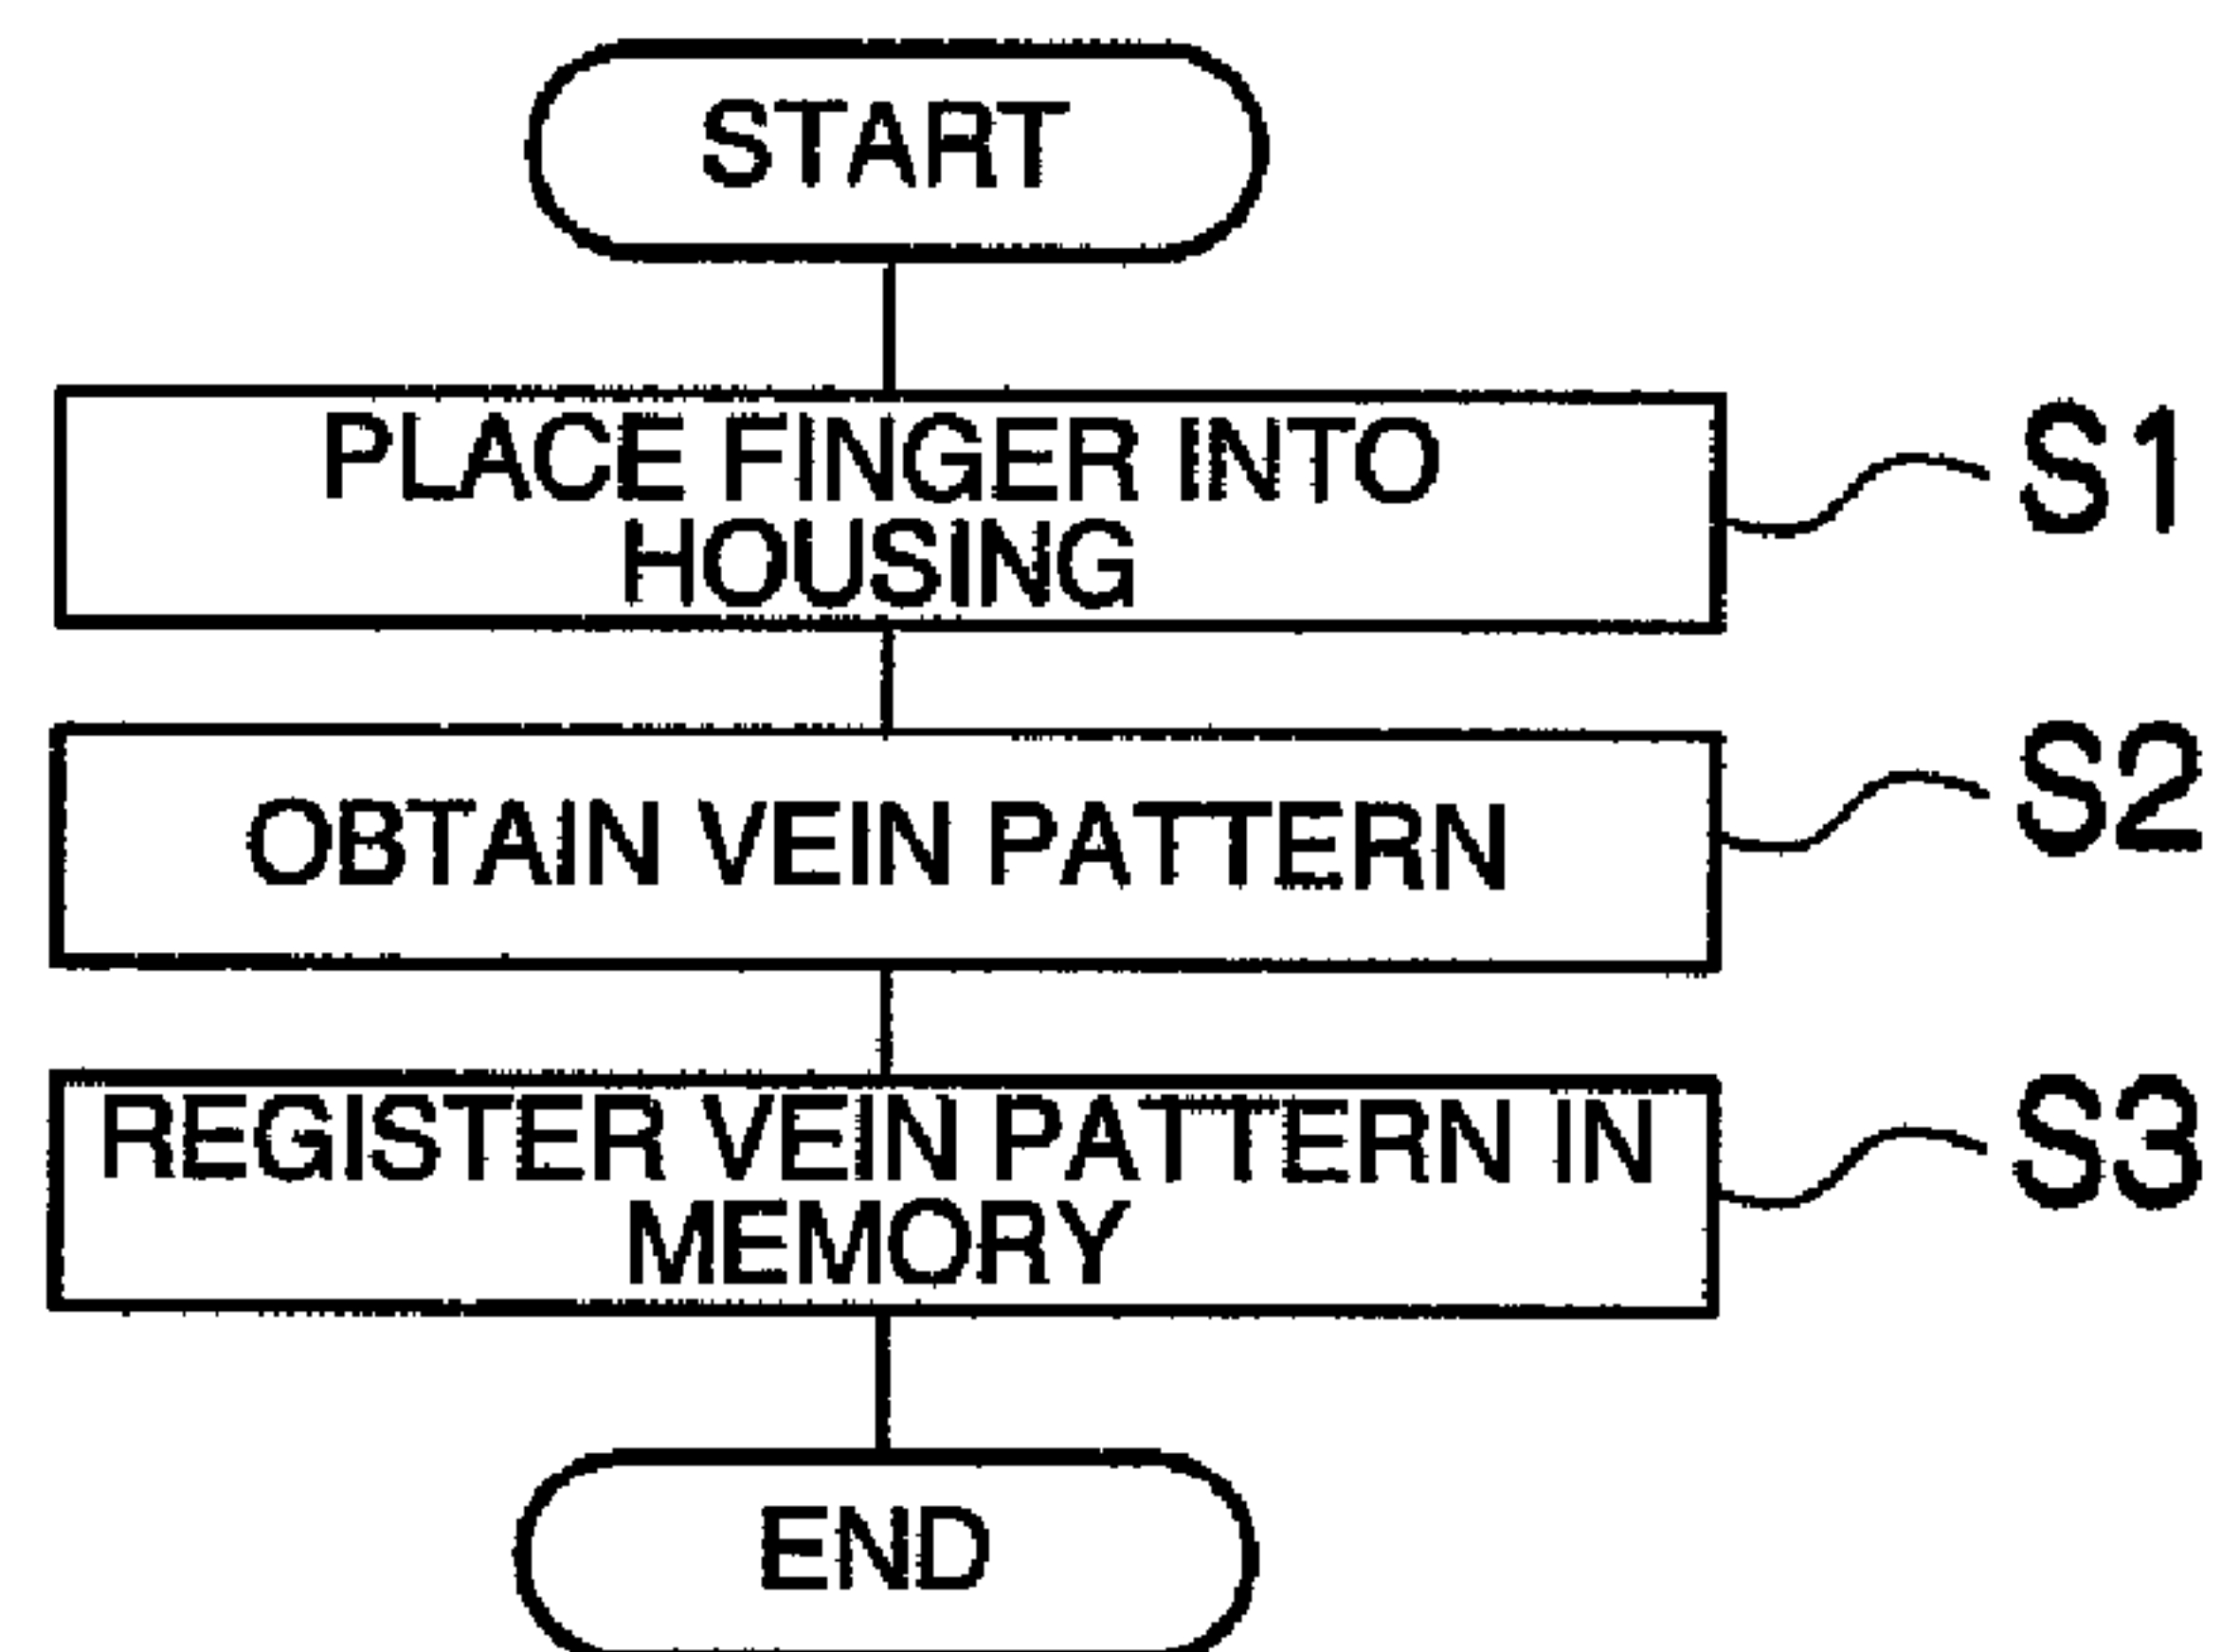 START
PLACE FINGER INTO
HOUSING
S1
OBTAIN VEIN PATTERN
S2
REGISTER VEIN PATTERN IN
MEMORY
S3
END